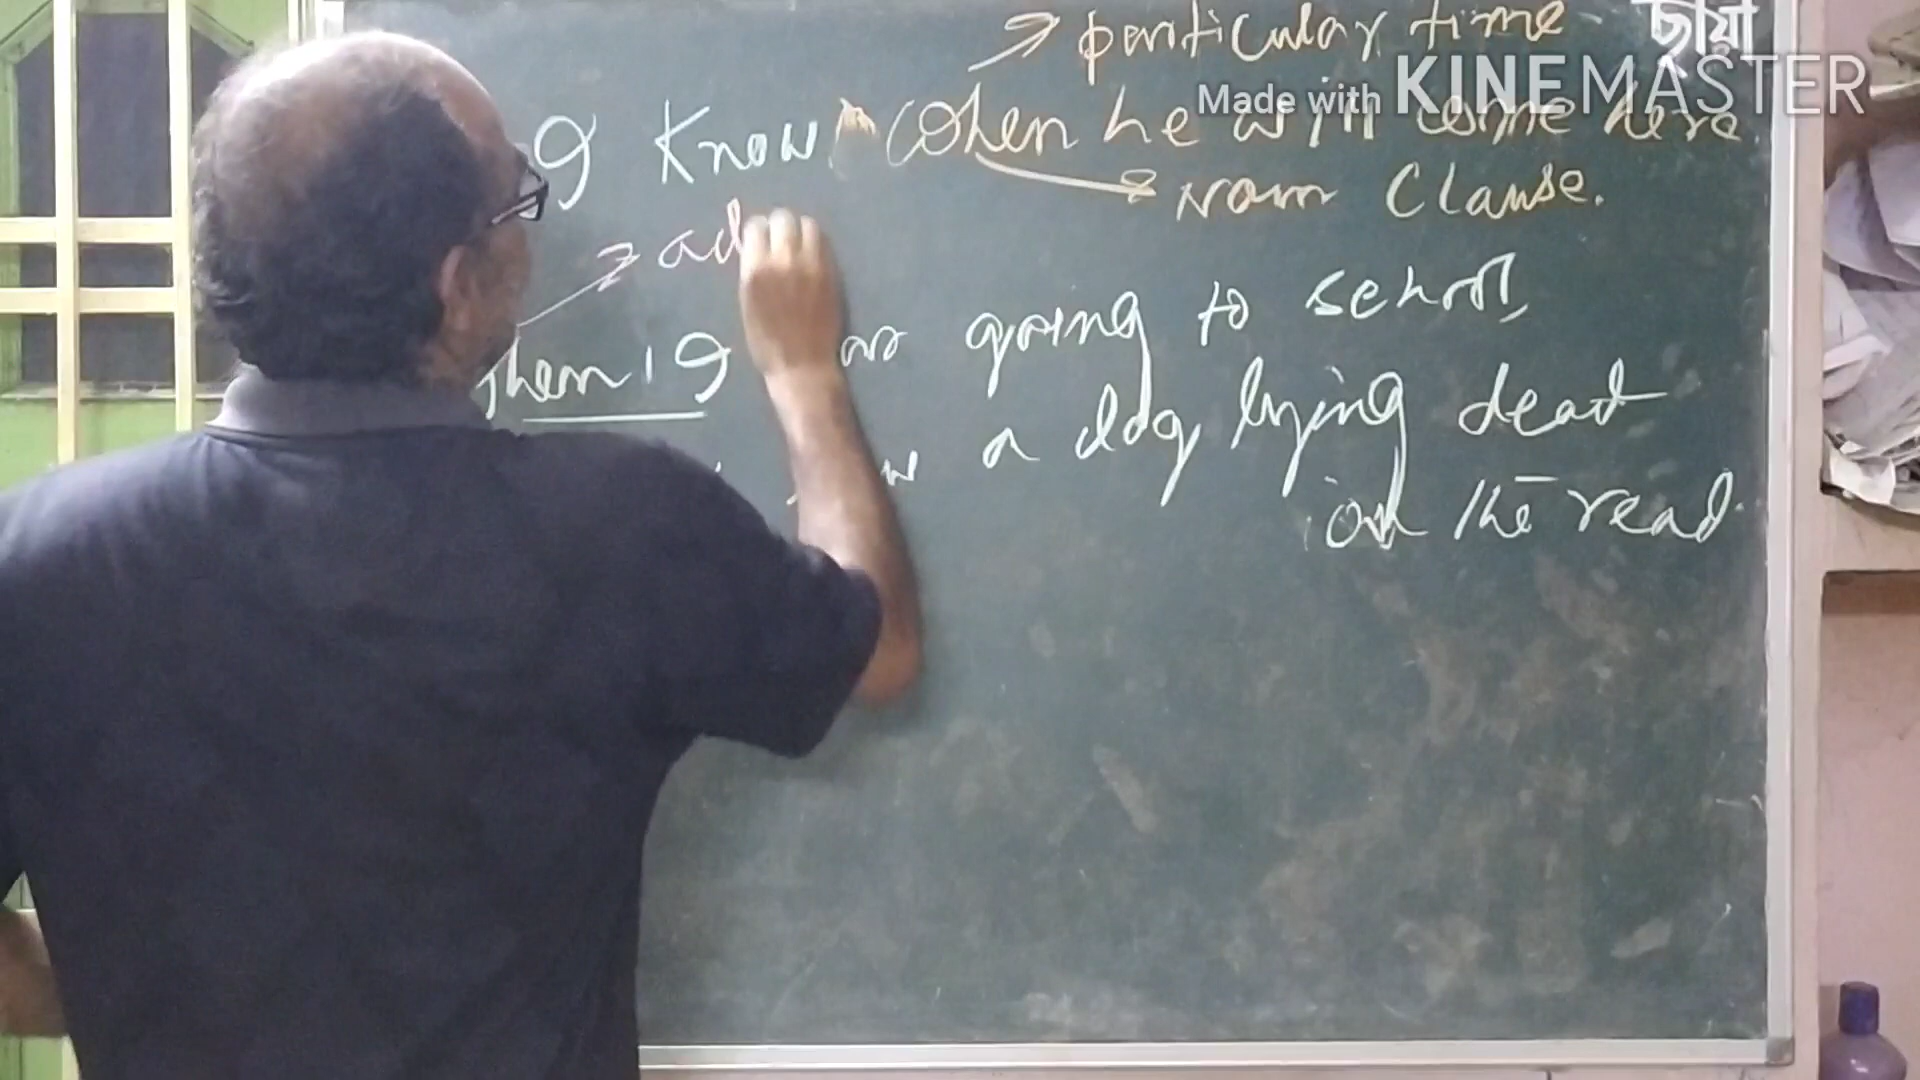 particular time ছায়া
Made with KINEMASTER
I know when he will come here
Noun Clause.
ad
When I was going to school,
a dog lying dead
on the road.